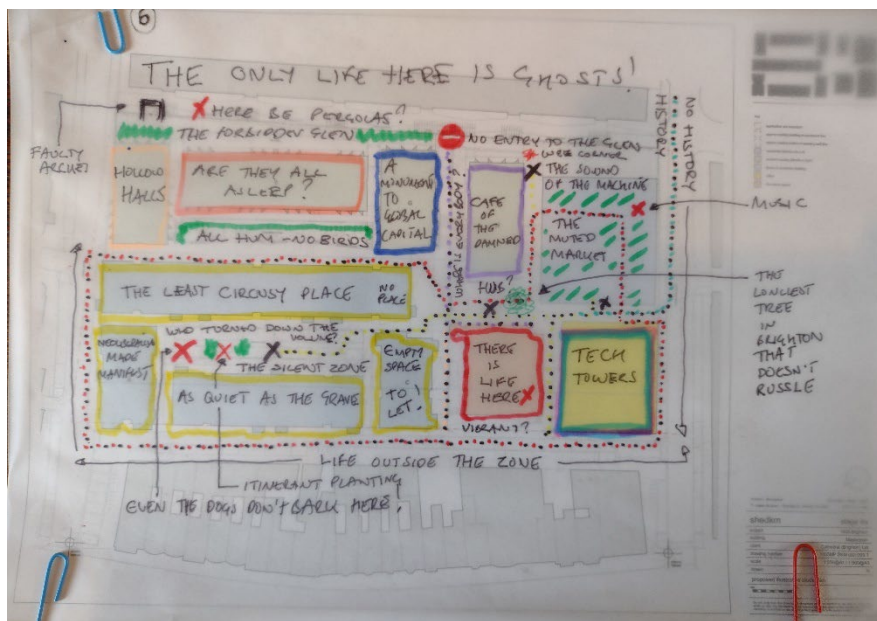 6
THE ONLY LIFE HERE IS GHOSTS!
HERE BE PERGOLAS?
THE FORBIDDEN GLEN
NO ENTRY TO THE GLEN
HISTORY
NO HISTORY
FAULTY
HOLLOW
HALLS
ARE THEY ALL
ASLEEP?
A
MONUMENT
TO
GLOBAL
CAPITAL
WHERE IS EVERYBODY?
CAFE
OF THE
DAMNED
THE SOUND
OF THE MACHINE
MUSIC
ALL HUM - NO BIRDS
THE
MUTED
MARKET
HUB?
THE LEAST CIRCUSY PLACE
NO
PLACE
THE
LONLIEST
TREE
IN
BRIGHTON
THAT
DOESN'T
RUSSLE
WHO TURNED DOWN THE
VOLUME?
MADE
MANIFEST
THE SILENT ZONE
AS QUIET AS THE GRAVE
EMPTY
SPACE
TO
LET!
THERE
IS
LIFE
HERE
VIBRANT?
TECH
TOWERS
LIFE OUTSIDE THE ZONE
ITINERANT PLANTING
EVEN THE DOGS DON'T BARK HERE!
shedkm